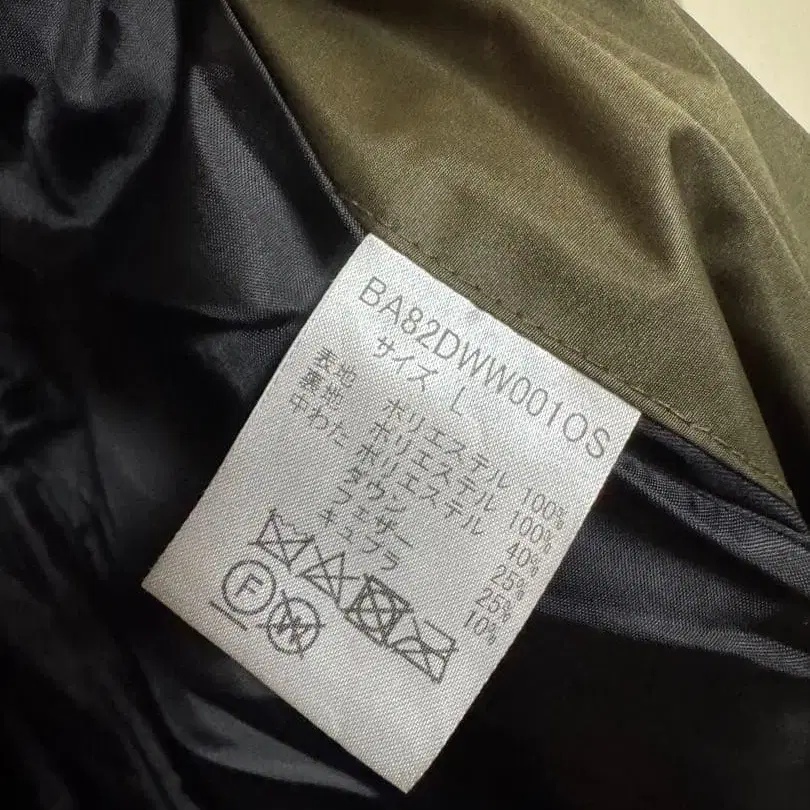 BA82DWW001OS
サイズ L
表地 ポリエステル 100%
裏地 ポリエステル 100%
中わた ポリエステル 40%
ダウン 25%
フェザー 25%
キュプラ 10%
F
W